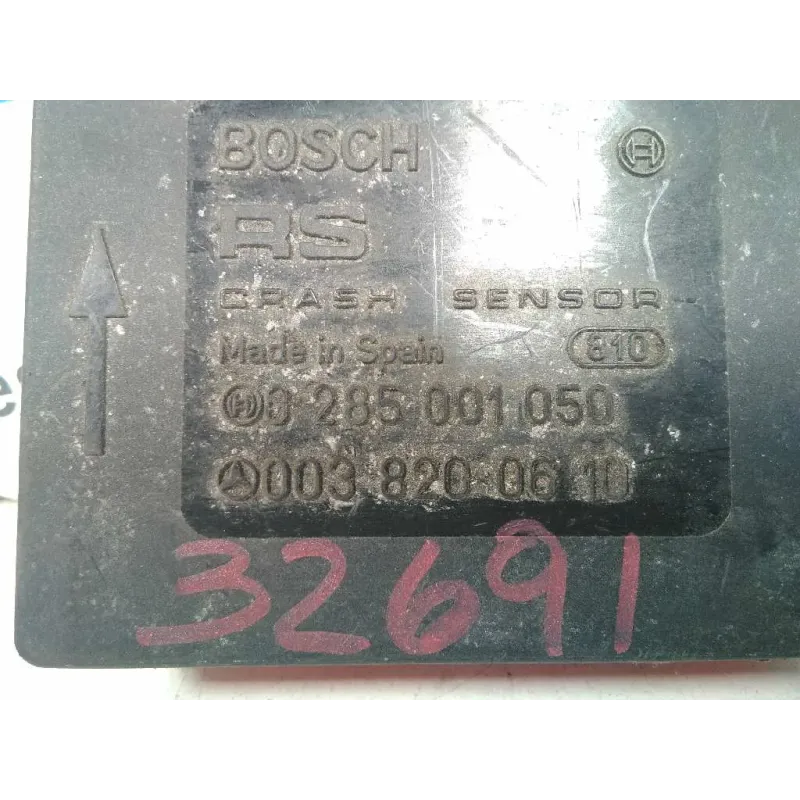 BOSCH
RS
CRASH SENSOR
Made in Spain 810
0 285 001 050
003 820 06 10
32691